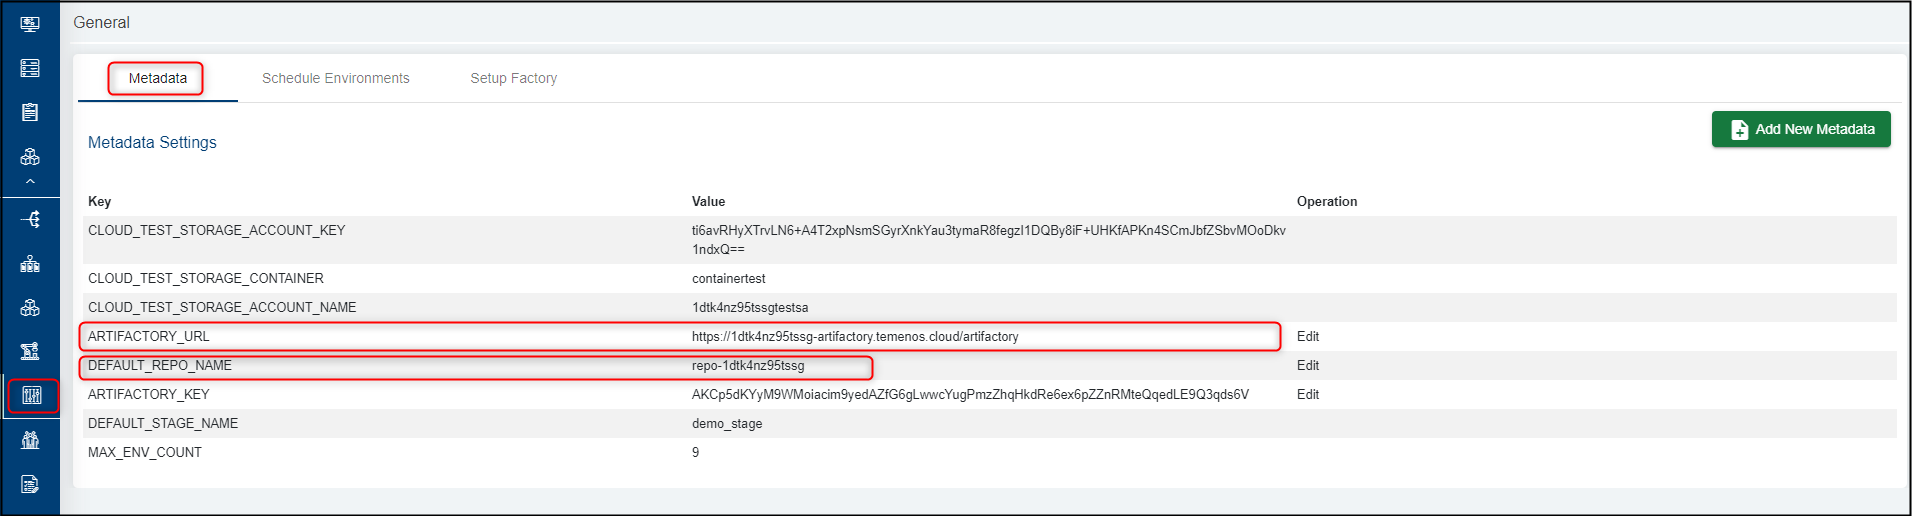 General
Metadata Schedule Environments Setup Factory
Add New Metadata
Metadata Settings
Key Value Operation
CLOUD_TEST_STORAGE_ACCOUNT_KEY ti6avRHyXTrvLN6+A4T2xpNsmSGyrXnkYau3tymaR8fegzI1DQBy8iF+UHKfAPKn4SCmJbfZSbvMOoDkv
1ndxQ==
CLOUD_TEST_STORAGE_CONTAINER containertest
CLOUD_TEST_STORAGE_ACCOUNT_NAME 1dtk4nz95tssgtestsa
ARTIFACTORY_URL https://1dtk4nz95tssg-artifactory.temenos.cloud/artifactory Edit
DEFAULT_REPO_NAME repo-1dtk4nz95tssg Edit
ARTIFACTORY_KEY AKCp5dKYyM9WMoiacim9yedAZfG6gLwwcYugPmzZhqHkdRe6ex6pZZnRMteQqedLE9Q3qds6V Edit
DEFAULT_STAGE_NAME demo_stage
MAX_ENV_COUNT 9